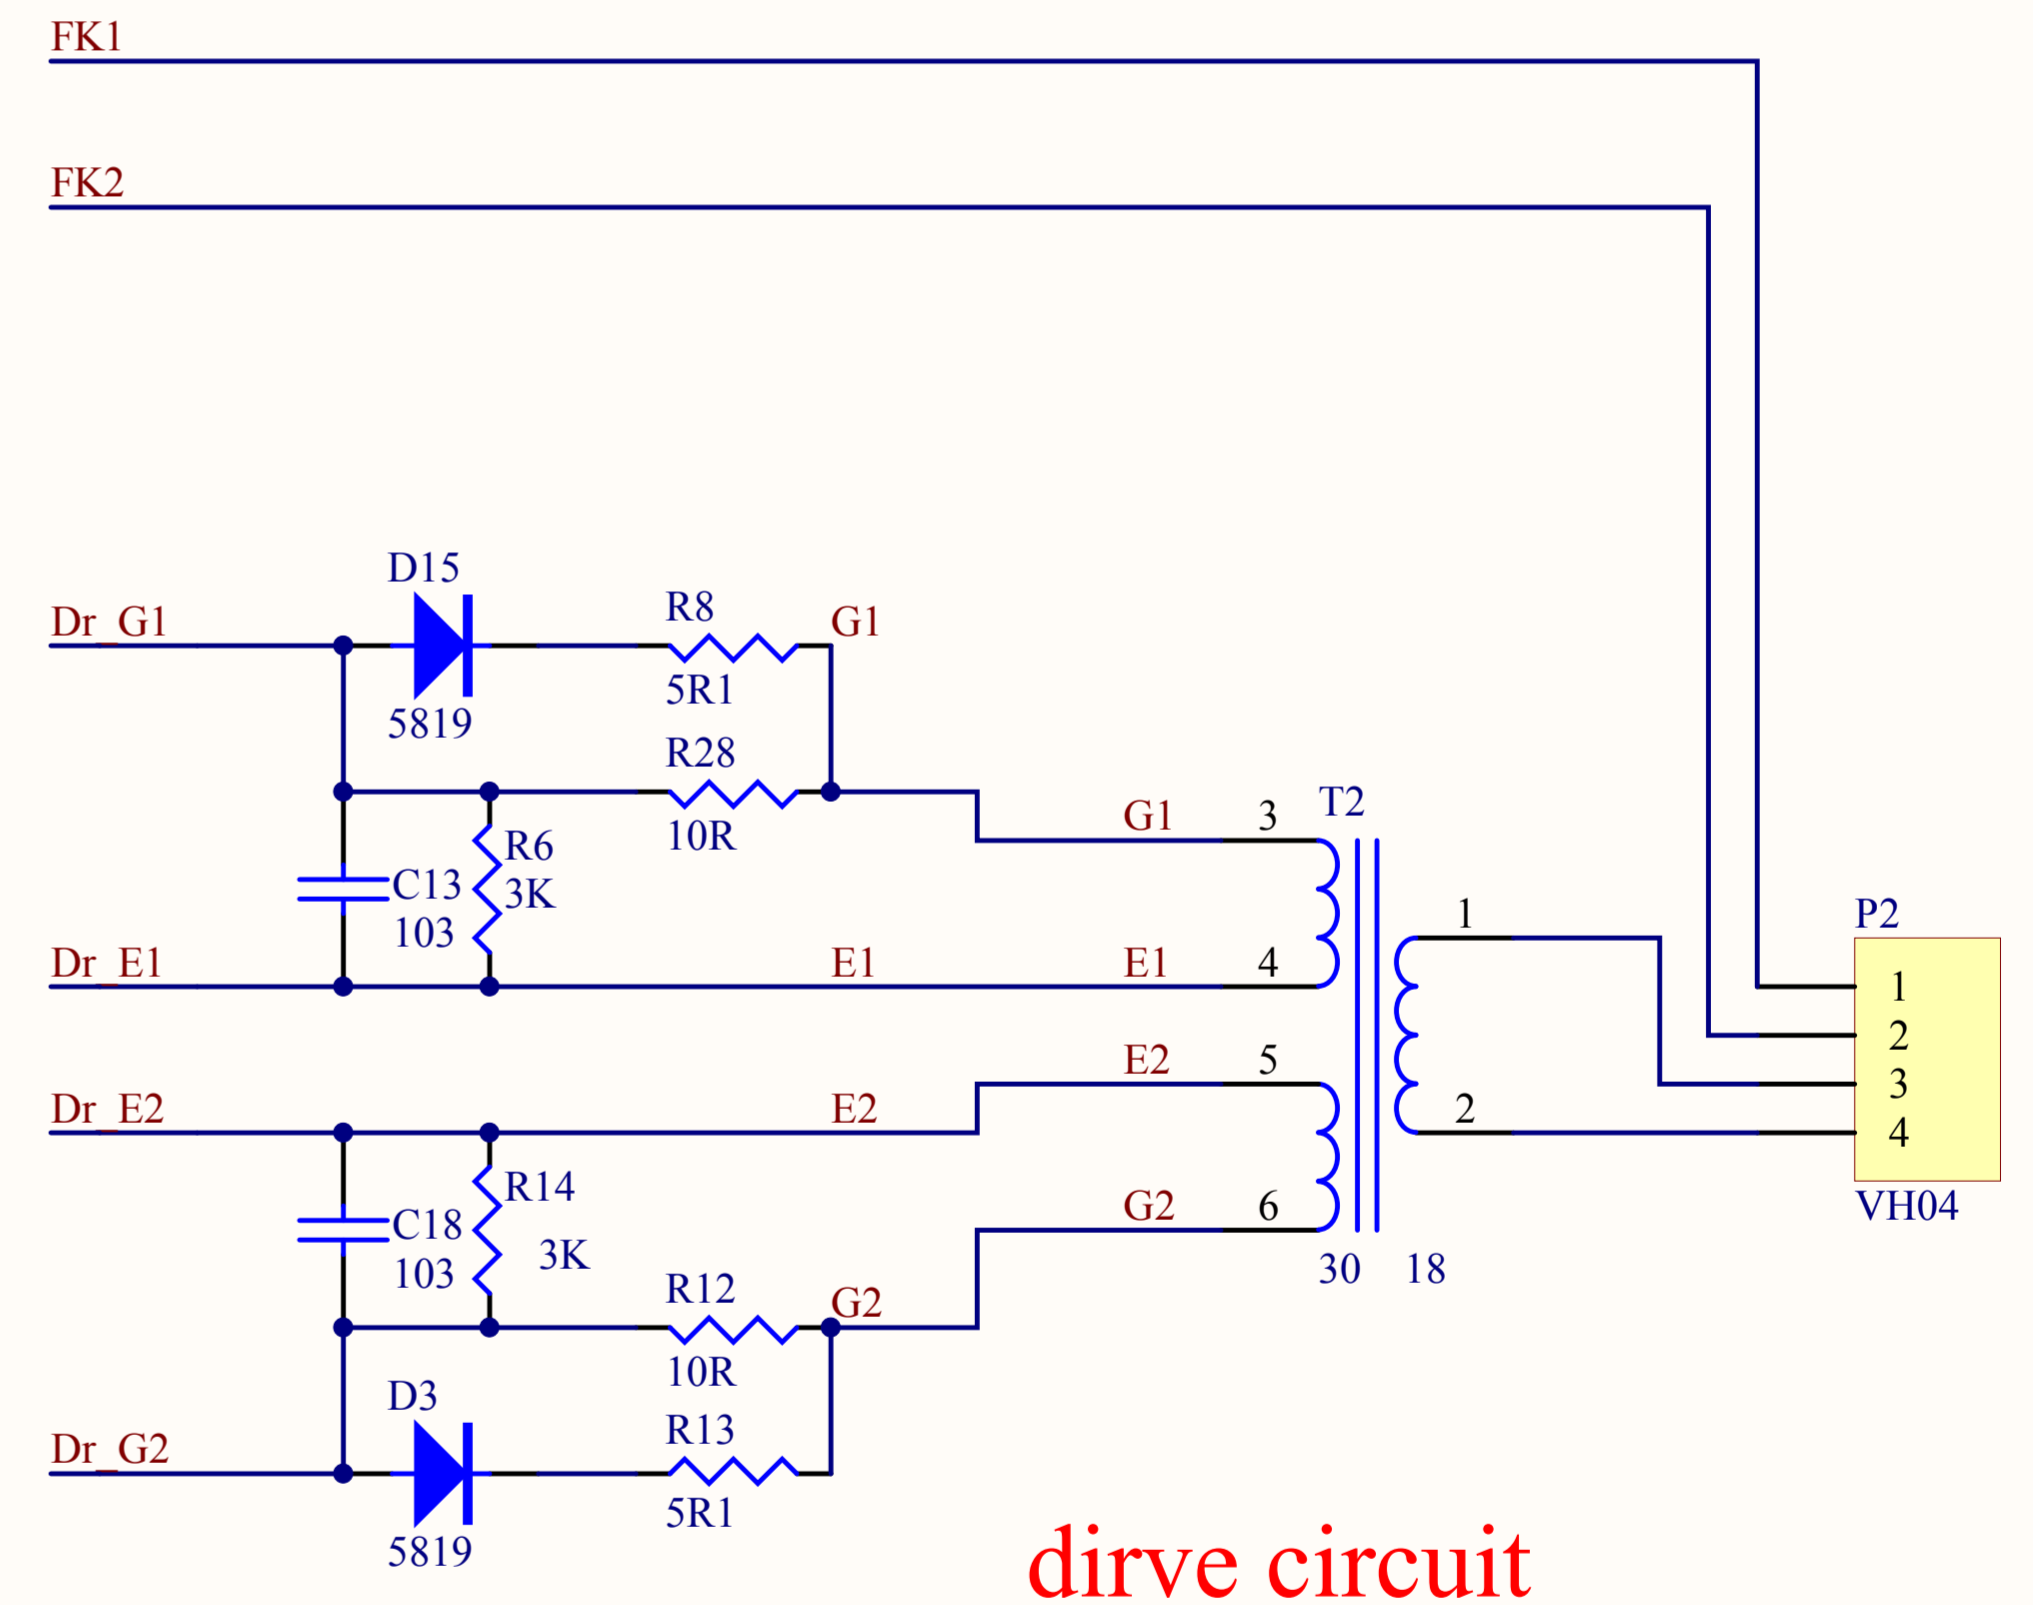 FK1
FK2
D15
Dr_G1
R8
G1
5R1
5819
R28
10R
G1
3
T2
R6
3K
C13
103
1
P2
Dr_E1
E1
E1
4
1
2
3
4
E2
5
Dr_E2
E2
2
R14
3K
C18
103
G2
6
VH04
30
18
R12
G2
10R
D3
R13
Dr_G2
5R1
5819
dirve circuit